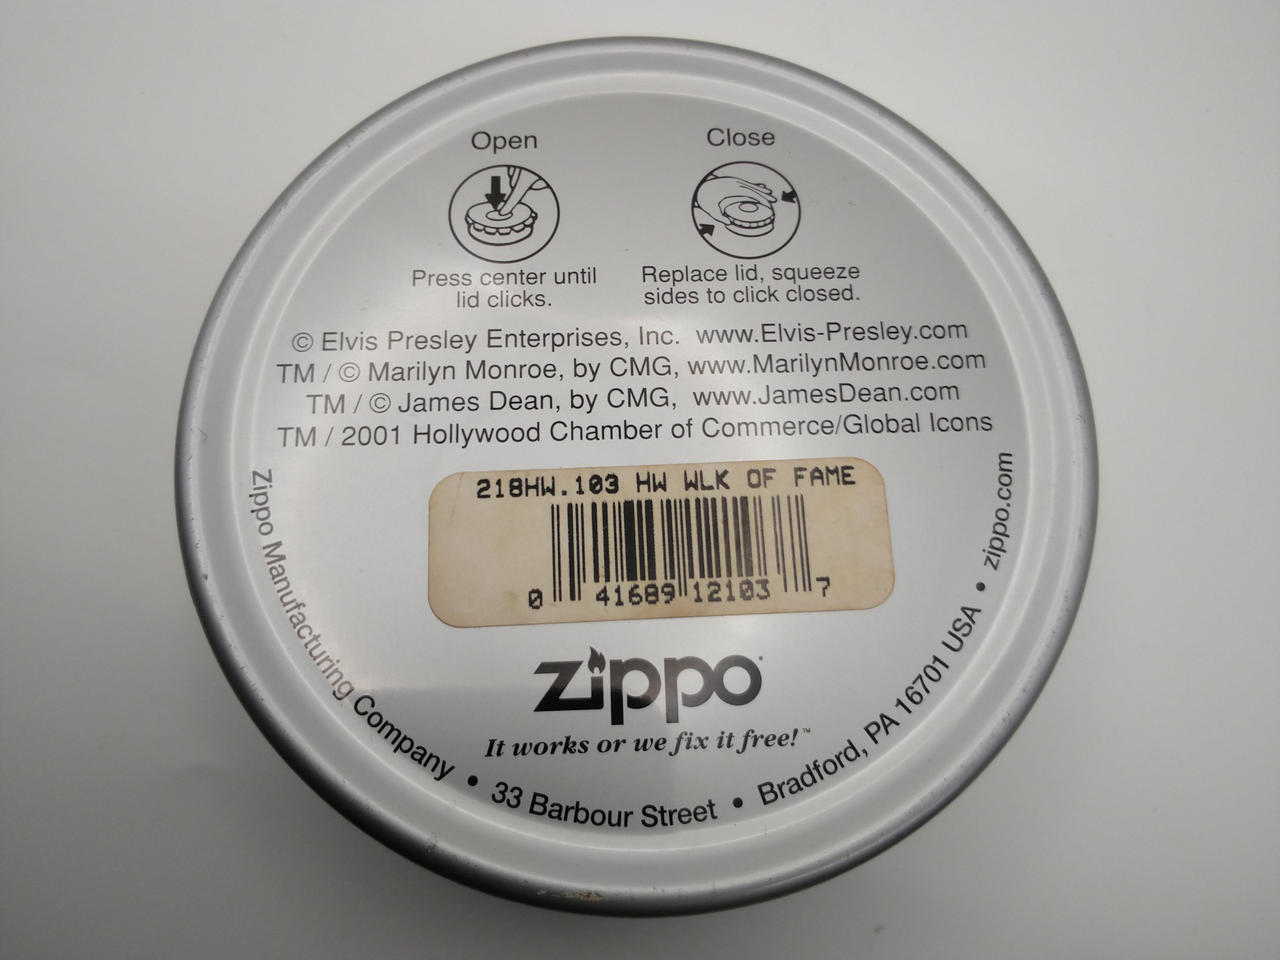 Open
Close
Press center until
lid clicks.
Replace lid, squeeze
sides to click closed.
© Elvis Presley Enterprises, Inc. www.Elvis-Presley.com
TM / © Marilyn Monroe, by CMG, www.MarilynMonroe.com
TM / © James Dean, by CMG, www.JamesDean.com
TM / 2001 Hollywood Chamber of Commerce/Global Icons
218HW.103 HW WLK OF FAME
0 41689 12103 7
zippo
It works or we fix it free!™
Zippo Manufacturing Company • 33 Barbour Street • Bradford, PA 16701 USA • zippo.com